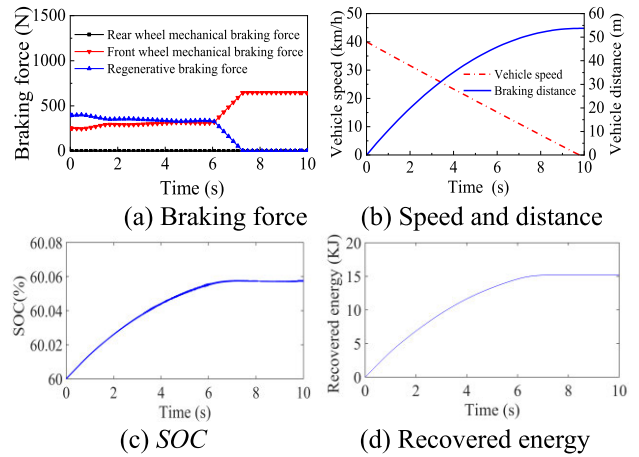 1500
1000
500
0
Braking force (N)
Rear wheel mechanical braking force
Front wheel mechanical braking force
Regenerative braking force
0 2 4 6 8 10
Time (s)
(a) Braking force
50
40
30
20
10
0
Vehicle speed (km/h)
Vehicle speed
Braking distance
60
50
40
30
20
10
0
Vehicle distance (m)
0 2 4 6 8 10
Time (s)
(b) Speed and distance
60.08
60.06
60.04
60.02
60
SOC(%)
0 2 4 6 8 10
Time (s)
(c) SOC
20
15
10
5
0
Recovered energy (KJ)
0 2 4 6 8 10
Time (s)
(d) Recovered energy